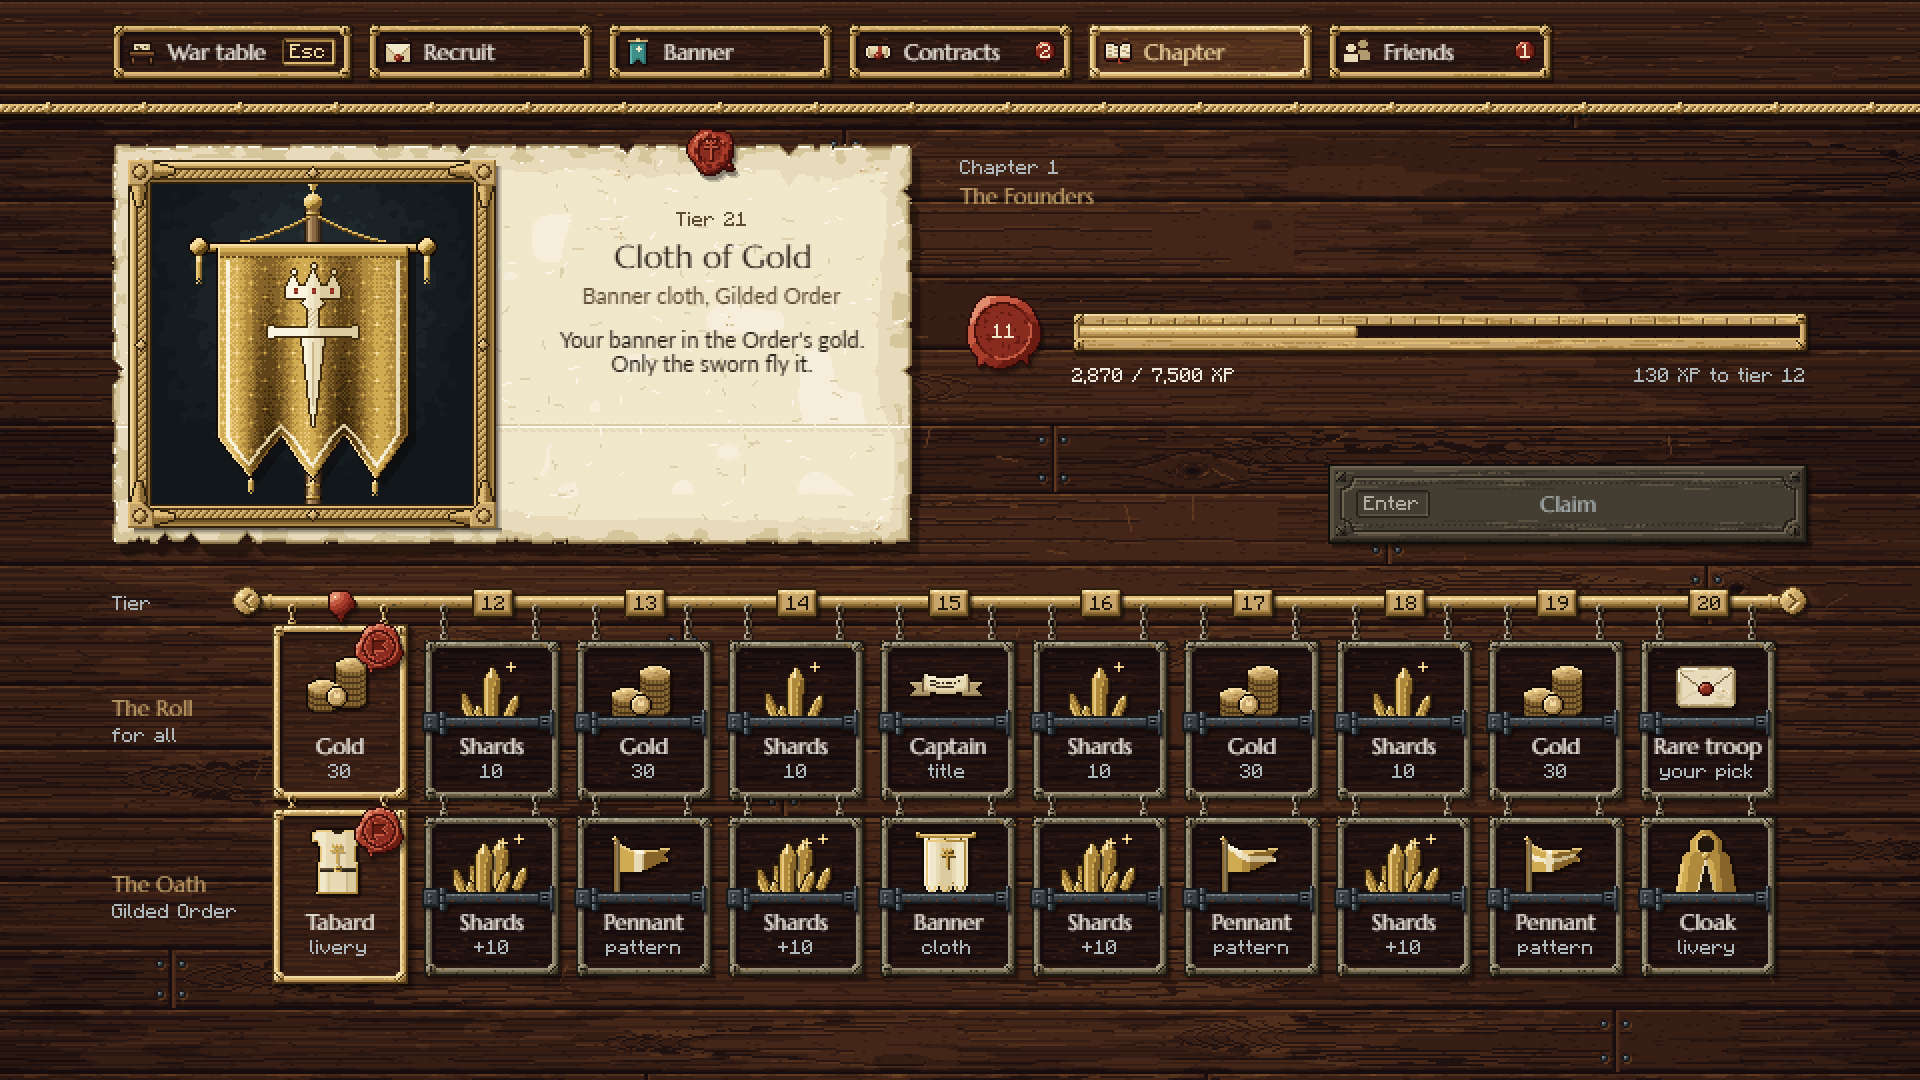 War table Esc Recruit Banner Contracts 2 Chapter Friends 1
Tier 21
Cloth of Gold
Banner cloth, Gilded Order
Your banner in the Order's gold.
Only the sworn fly it.
Chapter 1
The Founders
11
2,870 / 7,500 XP 130 XP to tier 12
Enter Claim
Tier 12 13 14 15 16 17 18 19 20
The Roll
for all
Gold Shards Gold Shards Captain Shards Gold Shards Gold Rare troop
30 10 30 10 title 10 30 10 30 your pick
The Oath
Gilded Order
Tabard Shards Pennant Shards Banner Shards Pennant Shards Pennant Cloak
livery +10 pattern +10 cloth +10 pattern +10 pattern livery